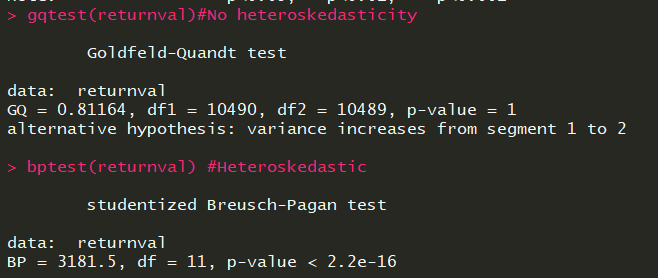 > gqtest(returnval)#No heteroskedasticity
Goldfeld-Quandt test
data:  returnval
GQ = 0.81164, df1 = 10490, df2 = 10489, p-value = 1
alternative hypothesis: variance increases from segment 1 to 2
> bptest(returnval) #Heteroskedastic
studentized Breusch-Pagan test
data:  returnval
BP = 3181.5, df = 11, p-value < 2.2e-16